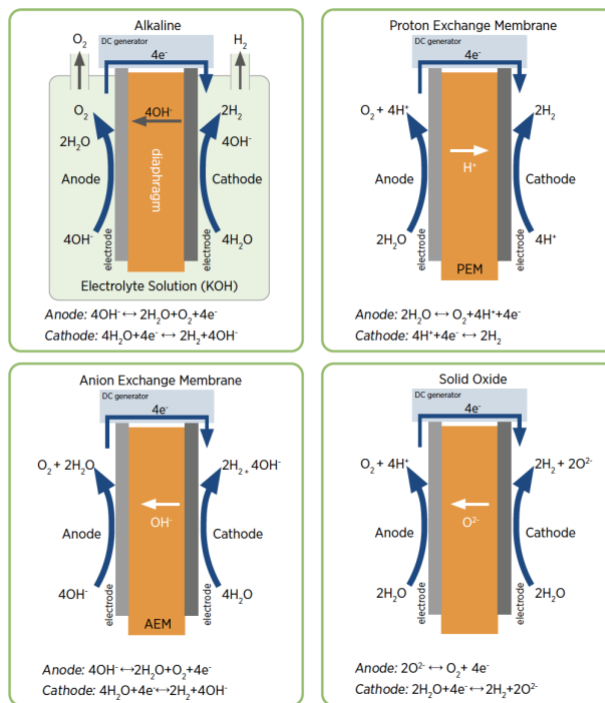 Alkaline
O₂
H₂
DC generator
4e⁻
O₂
4OH⁻
2H₂
2H₂O
4OH⁻
diaphragm
Anode
Cathode
4OH⁻
electrode
electrode
4H₂O
Electrolyte Solution (KOH)
Anode: 4OH⁻ ↔ 2H₂O+O₂+4e⁻
Cathode: 4H₂O+4e⁻ ↔ 2H₂+4OH⁻
Proton Exchange Membrane
DC generator
4e⁻
O₂ + 4H⁺
2H₂
H⁺
Anode
Cathode
2H₂O
electrode
electrode
4H⁺
PEM
Anode: 2H₂O ↔ O₂+4H⁺+4e⁻
Cathode: 4H⁺+4e⁻ ↔ 2H₂
Anion Exchange Membrane
DC generator
4e⁻
O₂ + 2H₂O
2H₂ + 4OH⁻
OH⁻
Anode
Cathode
4OH⁻
electrode
electrode
4H₂O
AEM
Anode: 4OH⁻↔2H₂O+O₂+4e⁻
Cathode: 4H₂O+4e⁻↔2H₂+4OH⁻
Solid Oxide
DC generator
4e⁻
O₂ + 4H⁺
2H₂ + 2O²⁻
O²⁻
Anode
Cathode
2H₂O
electrode
electrode
2H₂O
Anode: 2O²⁻ ↔ O₂+ 4e⁻
Cathode: 2H₂O+4e⁻ ↔ 2H₂+2O²⁻